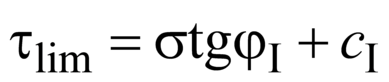 τlim = σtgφI + cI